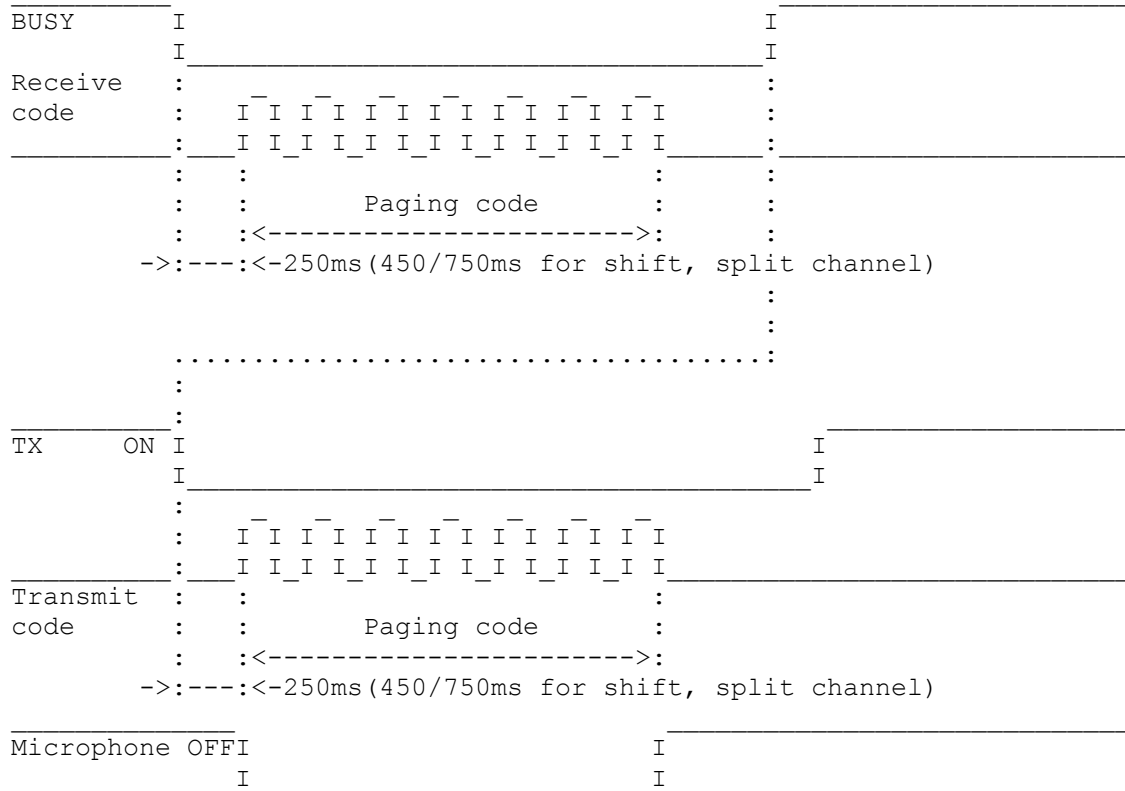 BUSY
Receive
code
Paging code
->:---:<-250ms(450/750ms for shift, split channel)
TX ON
Transmit
code
Paging code
->:---:<-250ms(450/750ms for shift, split channel)
Microphone OFF